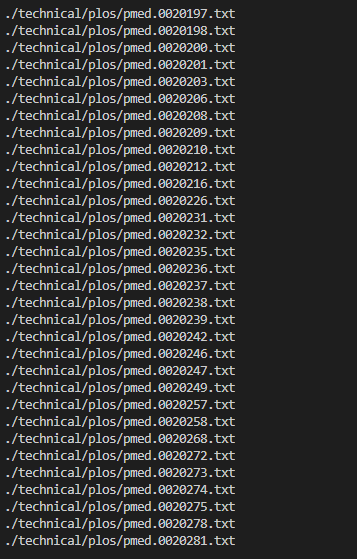 ./technical/plos/pmed.0020197.txt
./technical/plos/pmed.0020198.txt
./technical/plos/pmed.0020200.txt
./technical/plos/pmed.0020201.txt
./technical/plos/pmed.0020203.txt
./technical/plos/pmed.0020206.txt
./technical/plos/pmed.0020208.txt
./technical/plos/pmed.0020209.txt
./technical/plos/pmed.0020210.txt
./technical/plos/pmed.0020212.txt
./technical/plos/pmed.0020216.txt
./technical/plos/pmed.0020226.txt
./technical/plos/pmed.0020231.txt
./technical/plos/pmed.0020232.txt
./technical/plos/pmed.0020235.txt
./technical/plos/pmed.0020236.txt
./technical/plos/pmed.0020237.txt
./technical/plos/pmed.0020238.txt
./technical/plos/pmed.0020239.txt
./technical/plos/pmed.0020242.txt
./technical/plos/pmed.0020246.txt
./technical/plos/pmed.0020247.txt
./technical/plos/pmed.0020249.txt
./technical/plos/pmed.0020257.txt
./technical/plos/pmed.0020258.txt
./technical/plos/pmed.0020268.txt
./technical/plos/pmed.0020272.txt
./technical/plos/pmed.0020273.txt
./technical/plos/pmed.0020274.txt
./technical/plos/pmed.0020275.txt
./technical/plos/pmed.0020278.txt
./technical/plos/pmed.0020281.txt